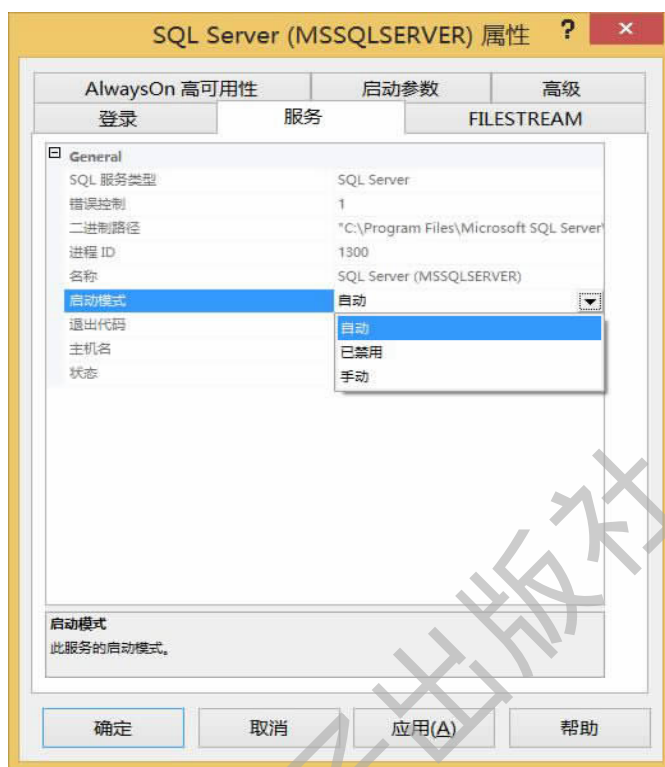 SQL Server (MSSQLSERVER) 属性 ? ×
AlwaysOn 高可用性 启动参数 高级
登录 服务 FILESTREAM
General
SQL 服务类型 SQL Server
错误控制 1
二进制路径 "C:\Program Files\Microsoft SQL Server\
进程 ID 1300
名称 SQL Server (MSSQLSERVER)
启动模式 自动
退出代码 自动
主机名 已禁用
状态 手动
启动模式
此服务的启动模式。
确定 取消 应用(A) 帮助
出版社